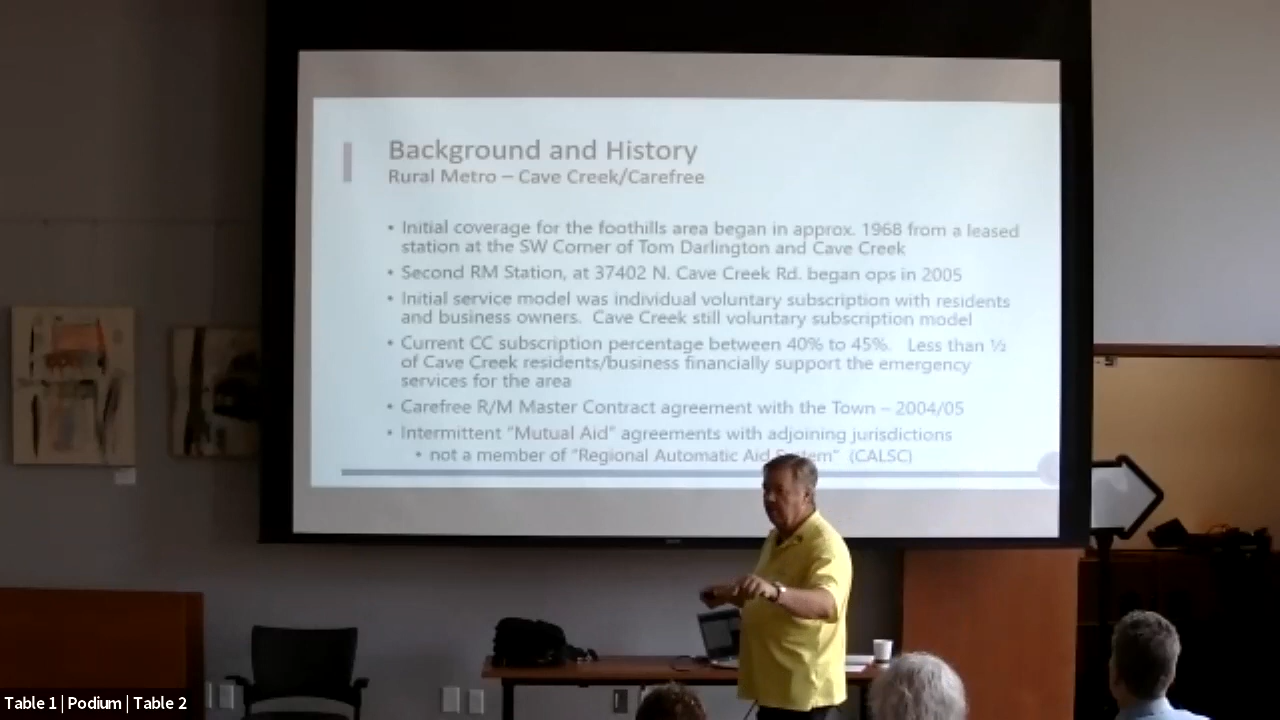 Background and History
Rural Metro – Cave Creek/Carefree
• Initial coverage for the foothills area began in approx. 1968 from a leased
station at the SW Corner of Tom Darlington and Cave Creek
• Second RM Station, at 37402 N. Cave Creek Rd. began ops in 2005
• Initial service model was individual voluntary subscription with residents
and business owners.  Cave Creek still voluntary subscription model
• Current CC subscription percentage between 40% to 45%.   Less than ½
of Cave Creek residents/business financially support the emergency
services for the area
• Carefree R/M Master Contract agreement with the Town – 2004/05
• Intermittent “Mutual Aid” agreements with adjoining jurisdictions
• not a member of “Regional Automatic Aid System” (CALSC)
Table 1 | Podium | Table 2